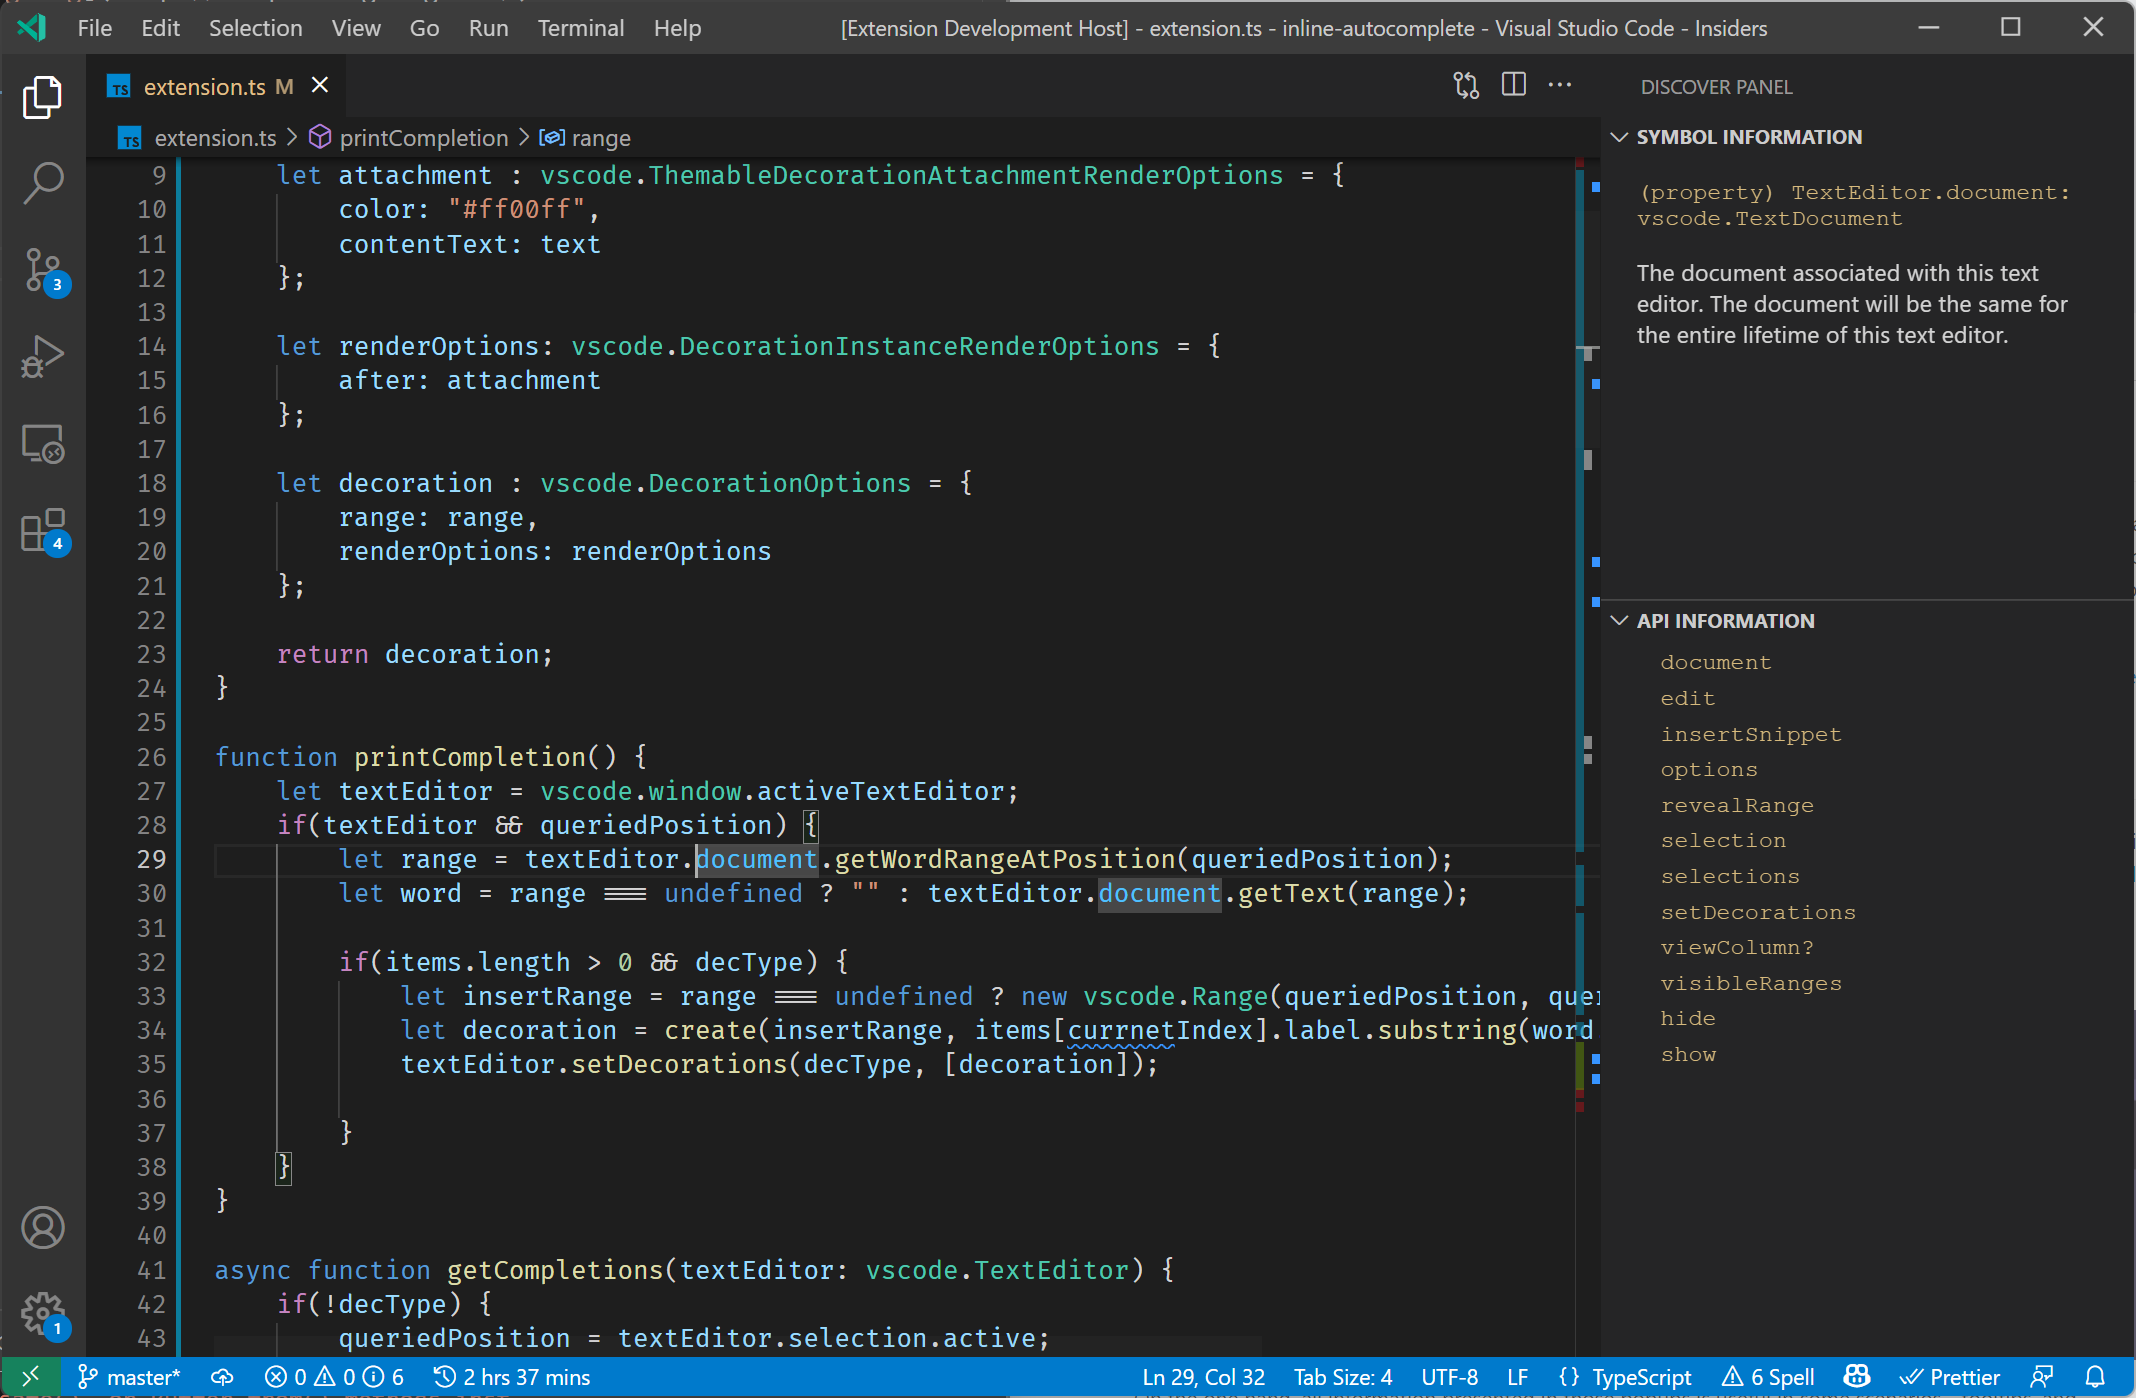 File Edit Selection View Go Run Terminal Help [Extension Development Host] - extension.ts - inline-autocomplete - Visual Studio Code - Insiders
TS extension.ts M
DISCOVER PANEL
TS extension.ts > printCompletion > range
9 let attachment : vscode.ThemableDecorationAttachmentRenderOptions = {
10 color: "#ff00ff",
11 contentText: text
12 };
13
14 let renderOptions: vscode.DecorationInstanceRenderOptions = {
15 after: attachment
16 };
17
18 let decoration : vscode.DecorationOptions = {
19 range: range,
20 renderOptions: renderOptions
21 };
22
23 return decoration;
24 }
25
26 function printCompletion() {
27 let textEditor = vscode.window.activeTextEditor;
28 if(textEditor && queriedPosition) {
29 let range = textEditor.document.getWordRangeAtPosition(queriedPosition);
30 let word = range === undefined ? "" : textEditor.document.getText(range);
31
32 if(items.length > 0 && decType) {
33 let insertRange = range === undefined ? new vscode.Range(queriedPosition, que
34 let decoration = create(insertRange, items[currnetIndex].label.substring(word
35 textEditor.setDecorations(decType, [decoration]);
36
37 }
38 }
39 }
40
41 async function getCompletions(textEditor: vscode.TextEditor) {
42 if(!decType) {
43 queriedPosition = textEditor.selection.active;
SYMBOL INFORMATION
(property) TextEditor.document:
vscode.TextDocument
The document associated with this text
editor. The document will be the same for
the entire lifetime of this text editor.
API INFORMATION
document
edit
insertSnippet
options
revealRange
selection
selections
setDecorations
viewColumn?
visibleRanges
hide
show
3
4
1
master* 0 0 6 2 hrs 37 mins Ln 29, Col 32 Tab Size: 4 UTF-8 LF {} TypeScript 6 Spell Prettier